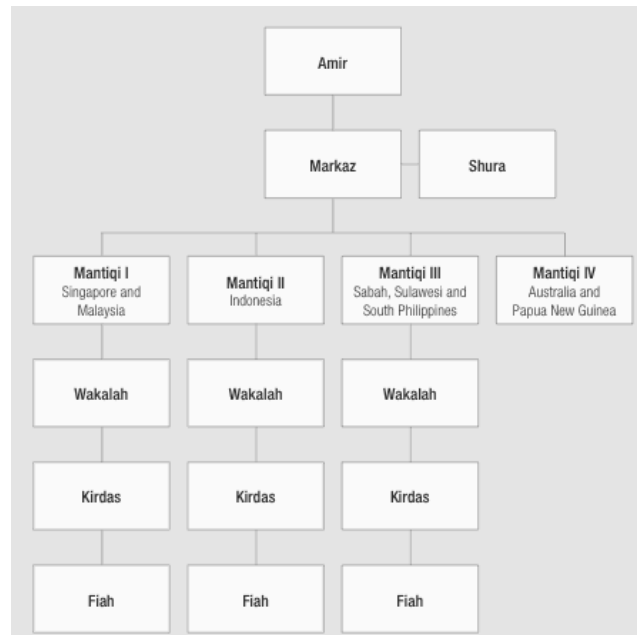 Amir
Markaz
Shura
Mantiqi I
Singapore and
Malaysia
Mantiqi II
Indonesia
Mantiqi III
Sabah, Sulawesi and
South Philippines
Mantiqi IV
Australia and
Papua New Guinea
Wakalah
Wakalah
Wakalah
Kirdas
Kirdas
Kirdas
Fiah
Fiah
Fiah